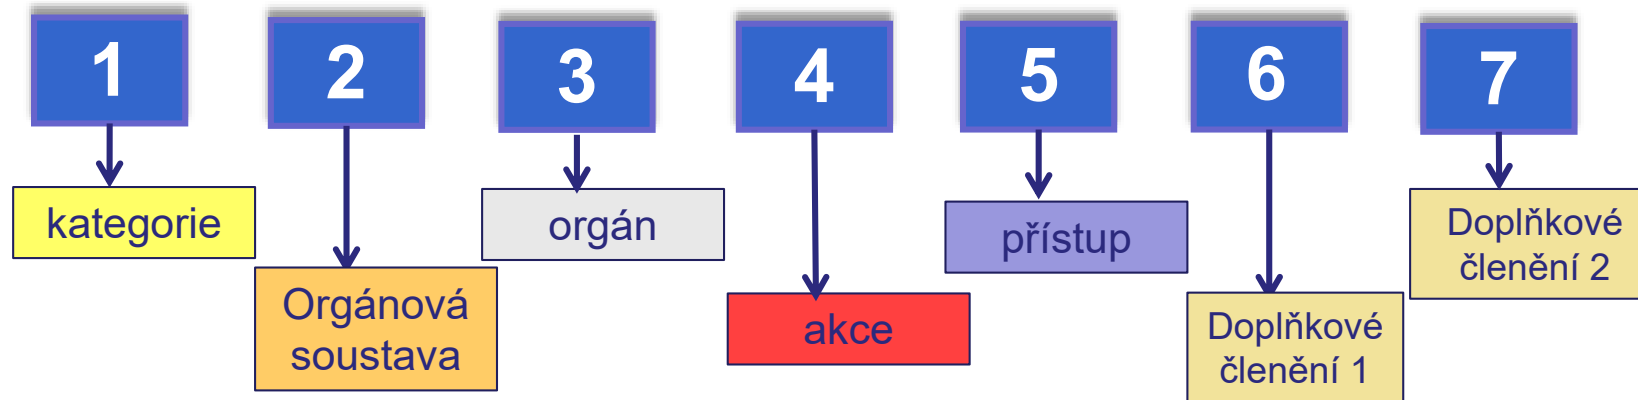 1
2
3
4
5
6
7
kategorie
Orgánová
soustava
orgán
akce
přístup
Doplňkové
členění 1
Doplňkové
členění 2